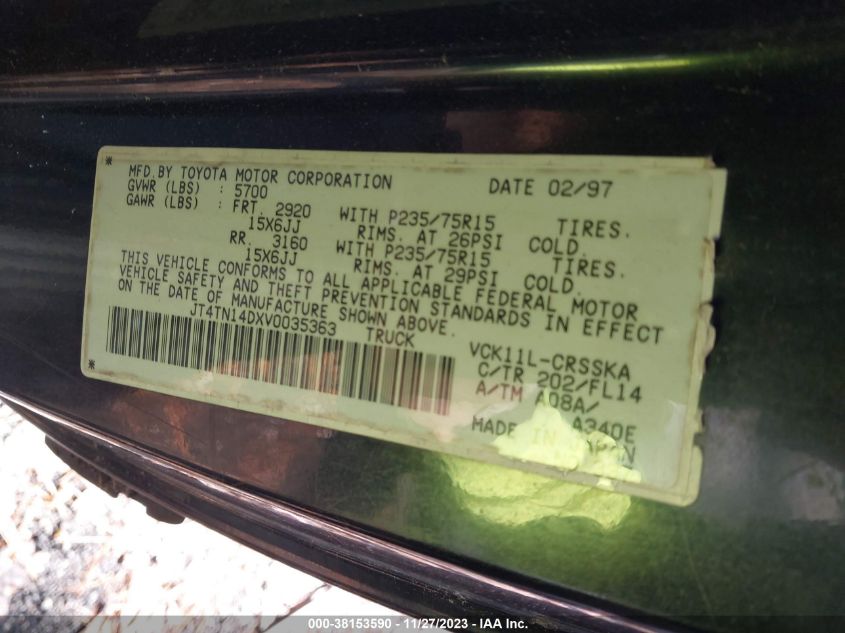 * MFD.BY TOYOTA MOTOR CORPORATION DATE 02/97 *
GVWR (LBS) : 5700
GAWR (LBS) : FRT. 2920 WITH P235/75R15 TIRES.
15X6JJ RIMS. AT 26PSI COLD.
RR. 3160 WITH P235/75R15 TIRES.
15X6JJ RIMS. AT 29PSI COLD.
THIS VEHICLE CONFORMS TO ALL APPLICABLE FEDERAL MOTOR
VEHICLE SAFETY AND THEFT PREVENTION STANDARDS IN EFFECT
ON THE DATE OF MANUFACTURE SHOWN ABOVE.
JT4TN14DXV0035363 TRUCK
VCK11L-CRSSKA
C/TR 202/FL14
A/TM A08A/
A340E
MADE IN
000-38153590 - 11/27/2023 - IAA Inc.